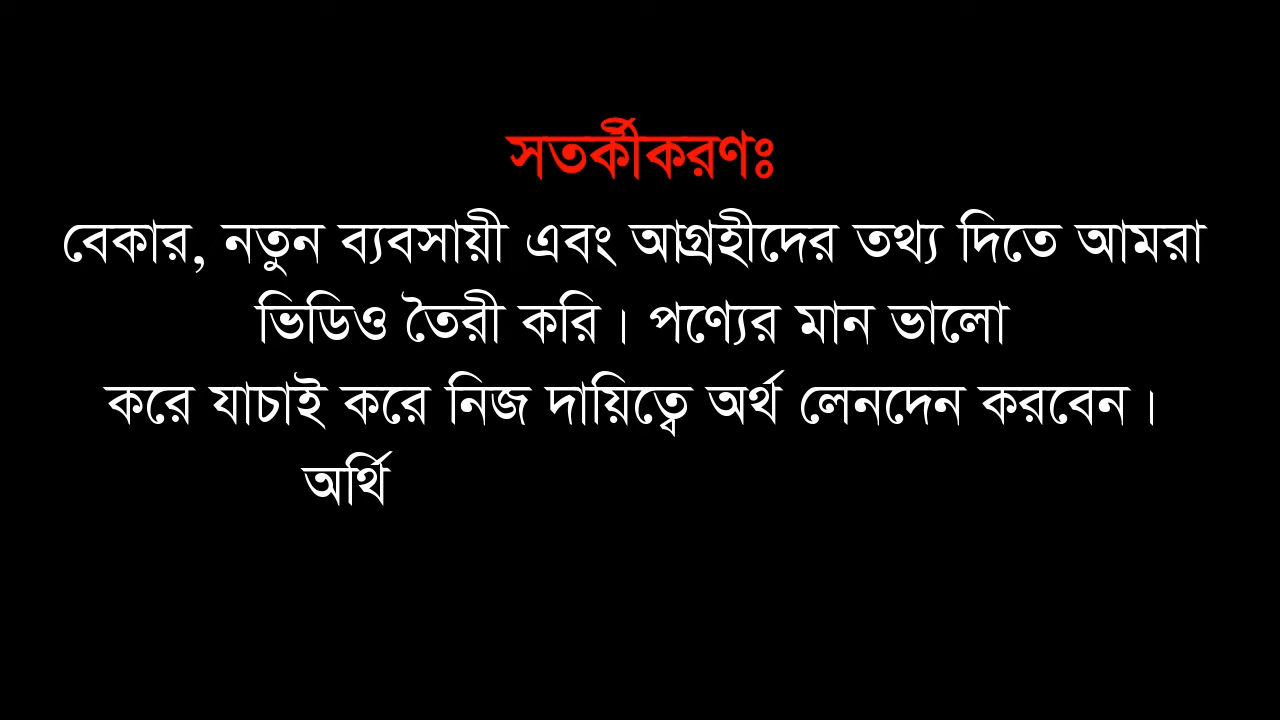 সতর্কীকরণঃ
বেকার, নতুন ব্যবসায়ী এবং আগ্রহীদের তথ্য দিতে আমরা
ভিডিও তৈরী করি। পণ্যের মান ভালো
করে যাচাই করে নিজ দায়িত্বে অর্থ লেনদেন করবেন।
অর্থি